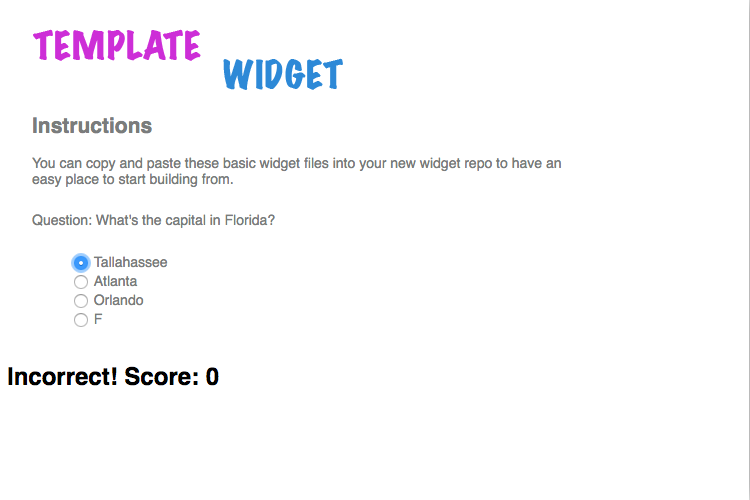 TEMPLATE
WIDGET
Instructions
You can copy and paste these basic widget files into your new widget repo to have an
easy place to start building from.
Question: What's the capital in Florida?
Tallahassee
Atlanta
Orlando
F
Incorrect! Score: 0